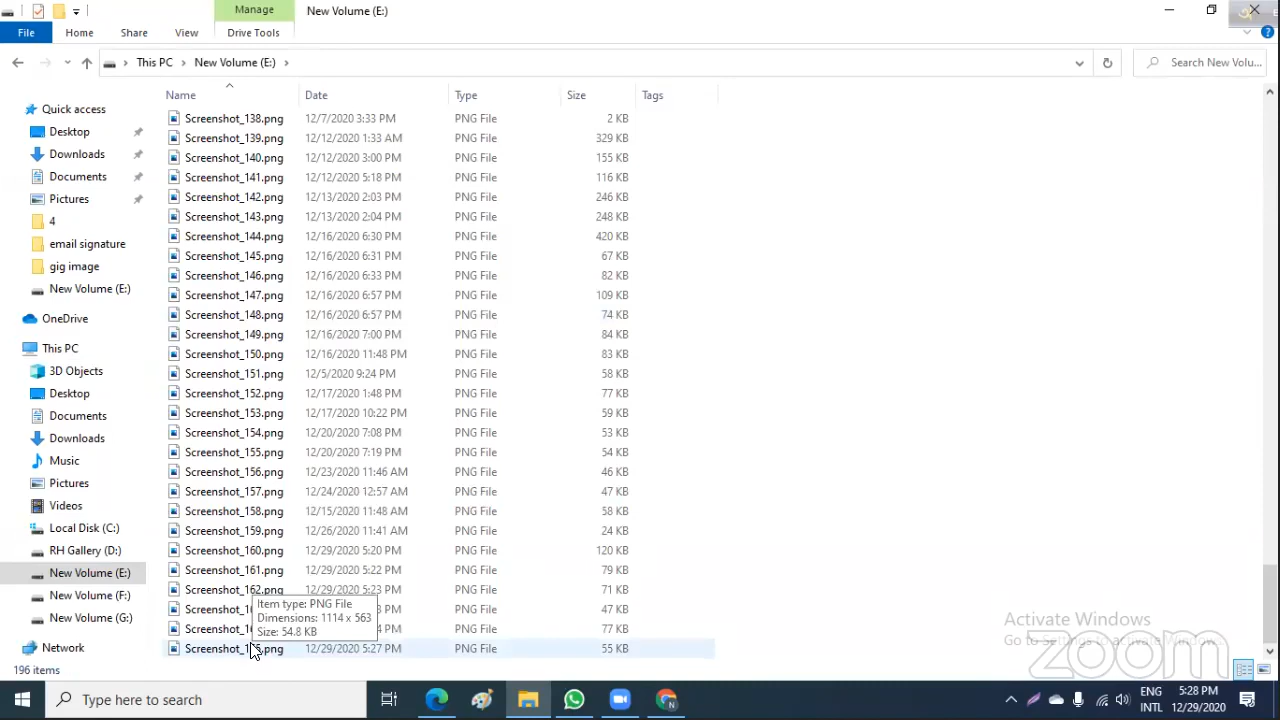 Manage
New Volume (E:)
File
Home
Share
View
Drive Tools
This PC
New Volume (E:)
Search New Volu...
Name
Date
Type
Size
Tags
Quick access
Desktop
Downloads
Documents
Pictures
4
email signature
gig image
New Volume (E:)
OneDrive
This PC
3D Objects
Desktop
Documents
Downloads
Music
Pictures
Videos
Local Disk (C:)
RH Gallery (D:)
New Volume (E:)
New Volume (F:)
New Volume (G:)
Network
Screenshot_138.png 12/7/2020 3:33 PM PNG File 2 KB
Screenshot_139.png 12/12/2020 1:33 AM PNG File 329 KB
Screenshot_140.png 12/12/2020 3:00 PM PNG File 155 KB
Screenshot_141.png 12/12/2020 5:18 PM PNG File 116 KB
Screenshot_142.png 12/13/2020 2:03 PM PNG File 246 KB
Screenshot_143.png 12/13/2020 2:04 PM PNG File 248 KB
Screenshot_144.png 12/16/2020 6:30 PM PNG File 420 KB
Screenshot_145.png 12/16/2020 6:31 PM PNG File 67 KB
Screenshot_146.png 12/16/2020 6:33 PM PNG File 82 KB
Screenshot_147.png 12/16/2020 6:57 PM PNG File 109 KB
Screenshot_148.png 12/16/2020 6:57 PM PNG File 74 KB
Screenshot_149.png 12/16/2020 7:00 PM PNG File 84 KB
Screenshot_150.png 12/16/2020 11:48 PM PNG File 83 KB
Screenshot_151.png 12/5/2020 9:24 PM PNG File 58 KB
Screenshot_152.png 12/17/2020 1:48 PM PNG File 77 KB
Screenshot_153.png 12/17/2020 10:22 PM PNG File 59 KB
Screenshot_154.png 12/20/2020 7:08 PM PNG File 53 KB
Screenshot_155.png 12/20/2020 7:19 PM PNG File 54 KB
Screenshot_156.png 12/23/2020 11:46 AM PNG File 46 KB
Screenshot_157.png 12/24/2020 12:57 AM PNG File 47 KB
Screenshot_158.png 12/15/2020 11:48 AM PNG File 58 KB
Screenshot_159.png 12/26/2020 11:41 AM PNG File 24 KB
Screenshot_160.png 12/29/2020 5:20 PM PNG File 120 KB
Screenshot_161.png 12/29/2020 5:22 PM PNG File 79 KB
Screenshot_162.png 12/29/2020 5:23 PM PNG File 71 KB
PM PNG File 47 KB
PM PNG File 77 KB
12/29/2020 5:27 PM PNG File 55 KB
Item type: PNG File
Dimensions: 1114 x 563
Size: 54.8 KB
Activate Windows
Go to Settings to activate Windows.
zoom
196 items
Type here to search
ENG
INTL
5:28 PM
12/29/2020